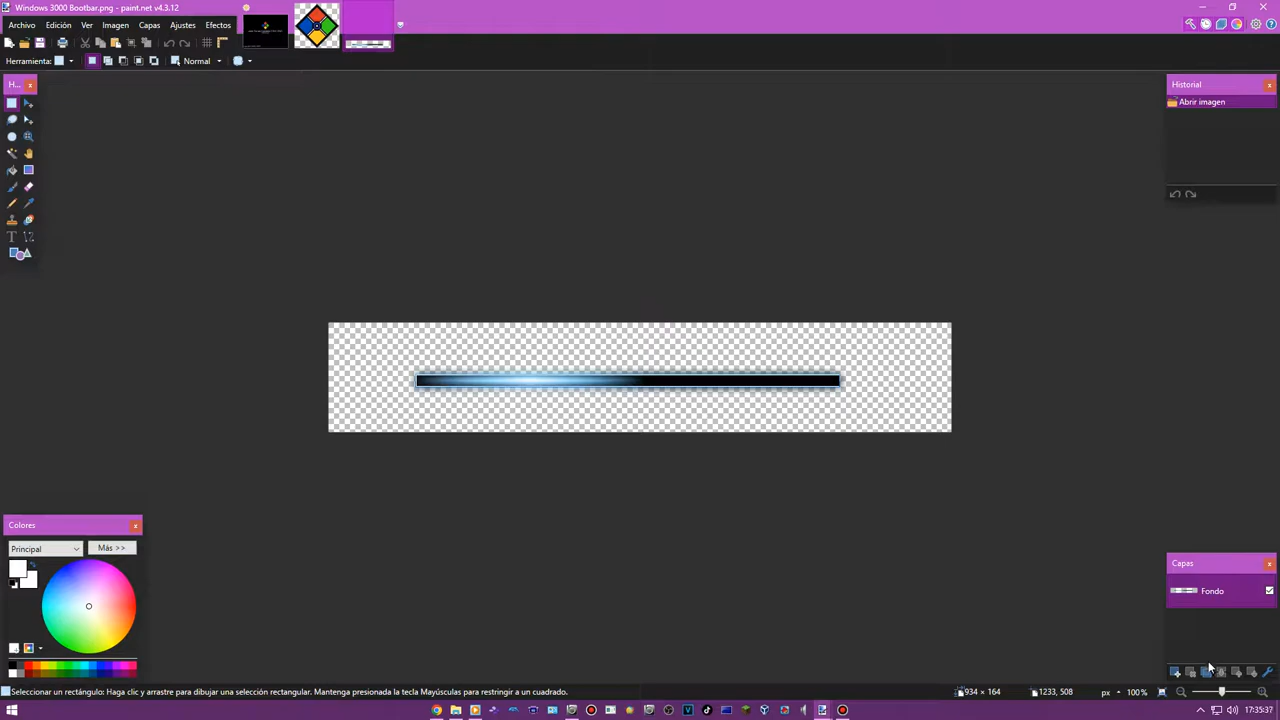 Windows 3000 Bootbar.png - paint.net v4.3.12
Archivo Edición Ver Imagen Capas Ajustes Efectos
Herramienta: Normal
H...
Historial
Abrir imagen
Colores
Principal Más >>
Capas
Fondo
Seleccionar un rectángulo: Haga clic y arrastre para dibujar una selección rectangular. Mantenga presionada la tecla Mayúsculas para restringir a un cuadrado.
934 × 164 1233, 508 px 100%
17:35:37